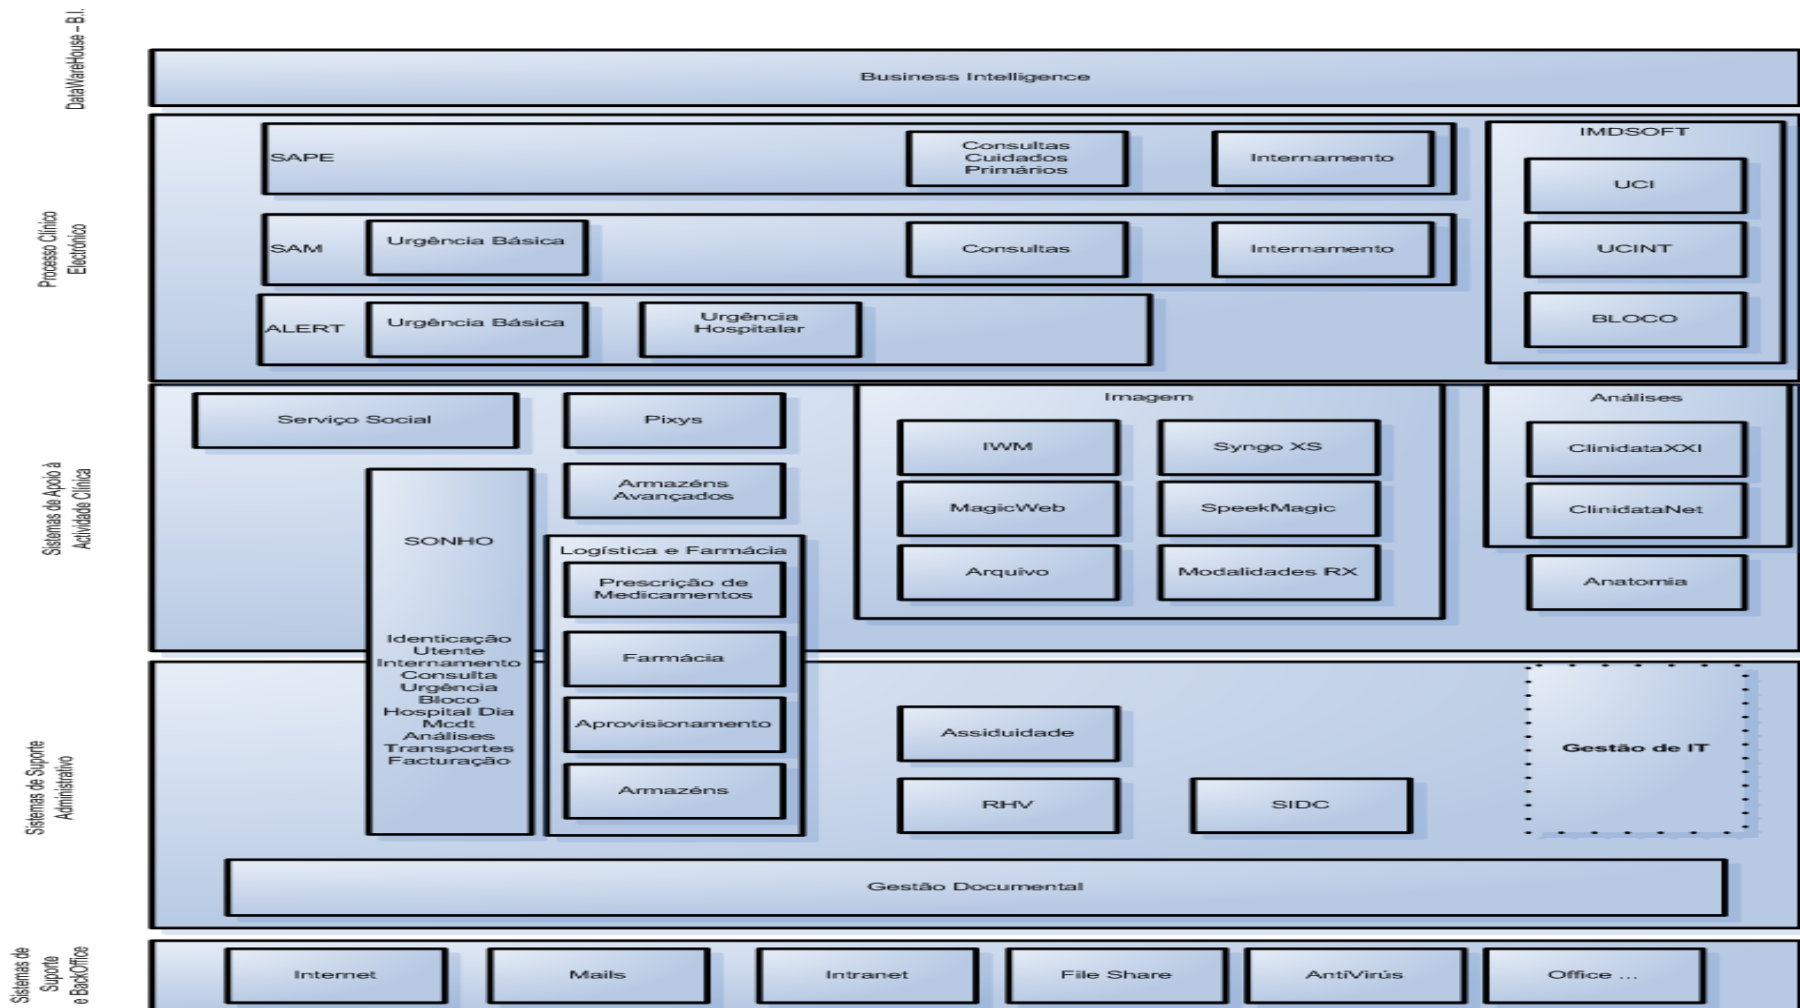 DataWareHouse – B.I.
Business Intelligence
Processo Clínico
Electrónico
SAPE
Consultas
Cuidados
Primários
Internamento
IMDSOFT
UCI
UCINT
BLOCO
SAM
Urgência Básica
Consultas
Internamento
ALERT
Urgência Básica
Urgência
Hospitalar
Sistemas de Apoio à
Actividade Clínica
Serviço Social
Pixys
Armazéns
Avançados
Imagem
IWM
Syngo XS
MagicWeb
SpeekMagic
Arquivo
Modalidades RX
Análises
ClinidataXXI
ClinidataNet
Anatomia
SONHO
Identicação
Utente
Internamento
Consulta
Urgência
Bloco
Hospital Dia
Mcdt
Análises
Transportes
Facturação
Logística e Farmácia
Prescrição de
Medicamentos
Farmácia
Aprovisionamento
Armazéns
Sistemas de Suporte
Administrativo
Assiduidade
RHV
SIDC
Gestão de IT
Gestão Documental
Sistemas de
Suporte
e BackOffice
Internet
Mails
Intranet
File Share
AntiVirús
Office ...